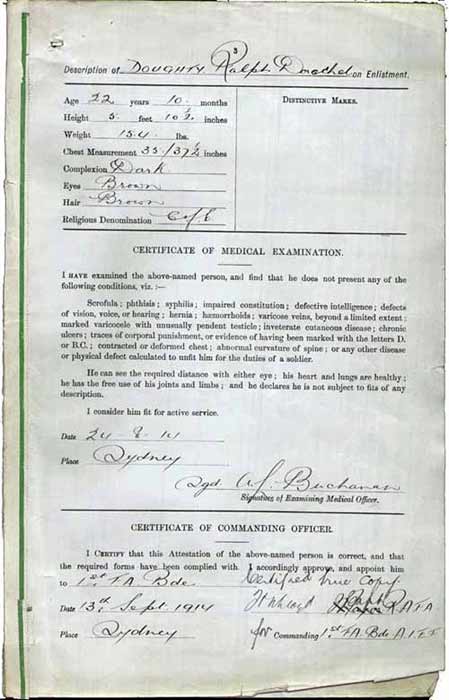 3
Description of DOUGHTY Ralph Dorschel on Enlistment.
Age 22 years 10 months
Height 5 feet 10½ inches
Weight 154 lbs.
Chest Measurement 35/37½ inches
Complexion Dark
Eyes Brown
Hair Brown
Religious Denomination C of E
DISTINCTIVE MARKS.
CERTIFICATE OF MEDICAL EXAMINATION.
I HAVE examined the above-named person, and find that he does not present any of the
following conditions, viz. :—
Scrofula; phthisis; syphilis; impaired constitution; defective intelligence; defects
of vision, voice, or hearing; hernia; hæmorrhoids; varicose veins, beyond a limited extent;
marked varicocele with unusually pendent testicle; inveterate cutaneous disease; chronic
ulcers; traces of corporal punishment, or evidence of having been marked with the letters D.
or B.C.; contracted or deformed chest; abnormal curvature of spine; or any other disease
or physical defect calculated to unfit him for the duties of a soldier.
He can see the required distance with either eye; his heart and lungs are healthy;
he has the free use of his joints and limbs; and he declares he is not subject to fits of any
description.
I consider him fit for active service.
Date 24-8-14
Place Sydney
Sgd. Buchanan
Signature of Examining Medical Officer.
CERTIFICATE OF COMMANDING OFFICER.
I CERTIFY that this Attestation of the above-named person is correct, and that
the required forms have been complied with. I accordingly approve, and appoint him
to 1st F A Bde Certified true copy
Date 13th Sept. 1914 Capt RAFA
Place Sydney for Commanding 1st FA Bde A I F